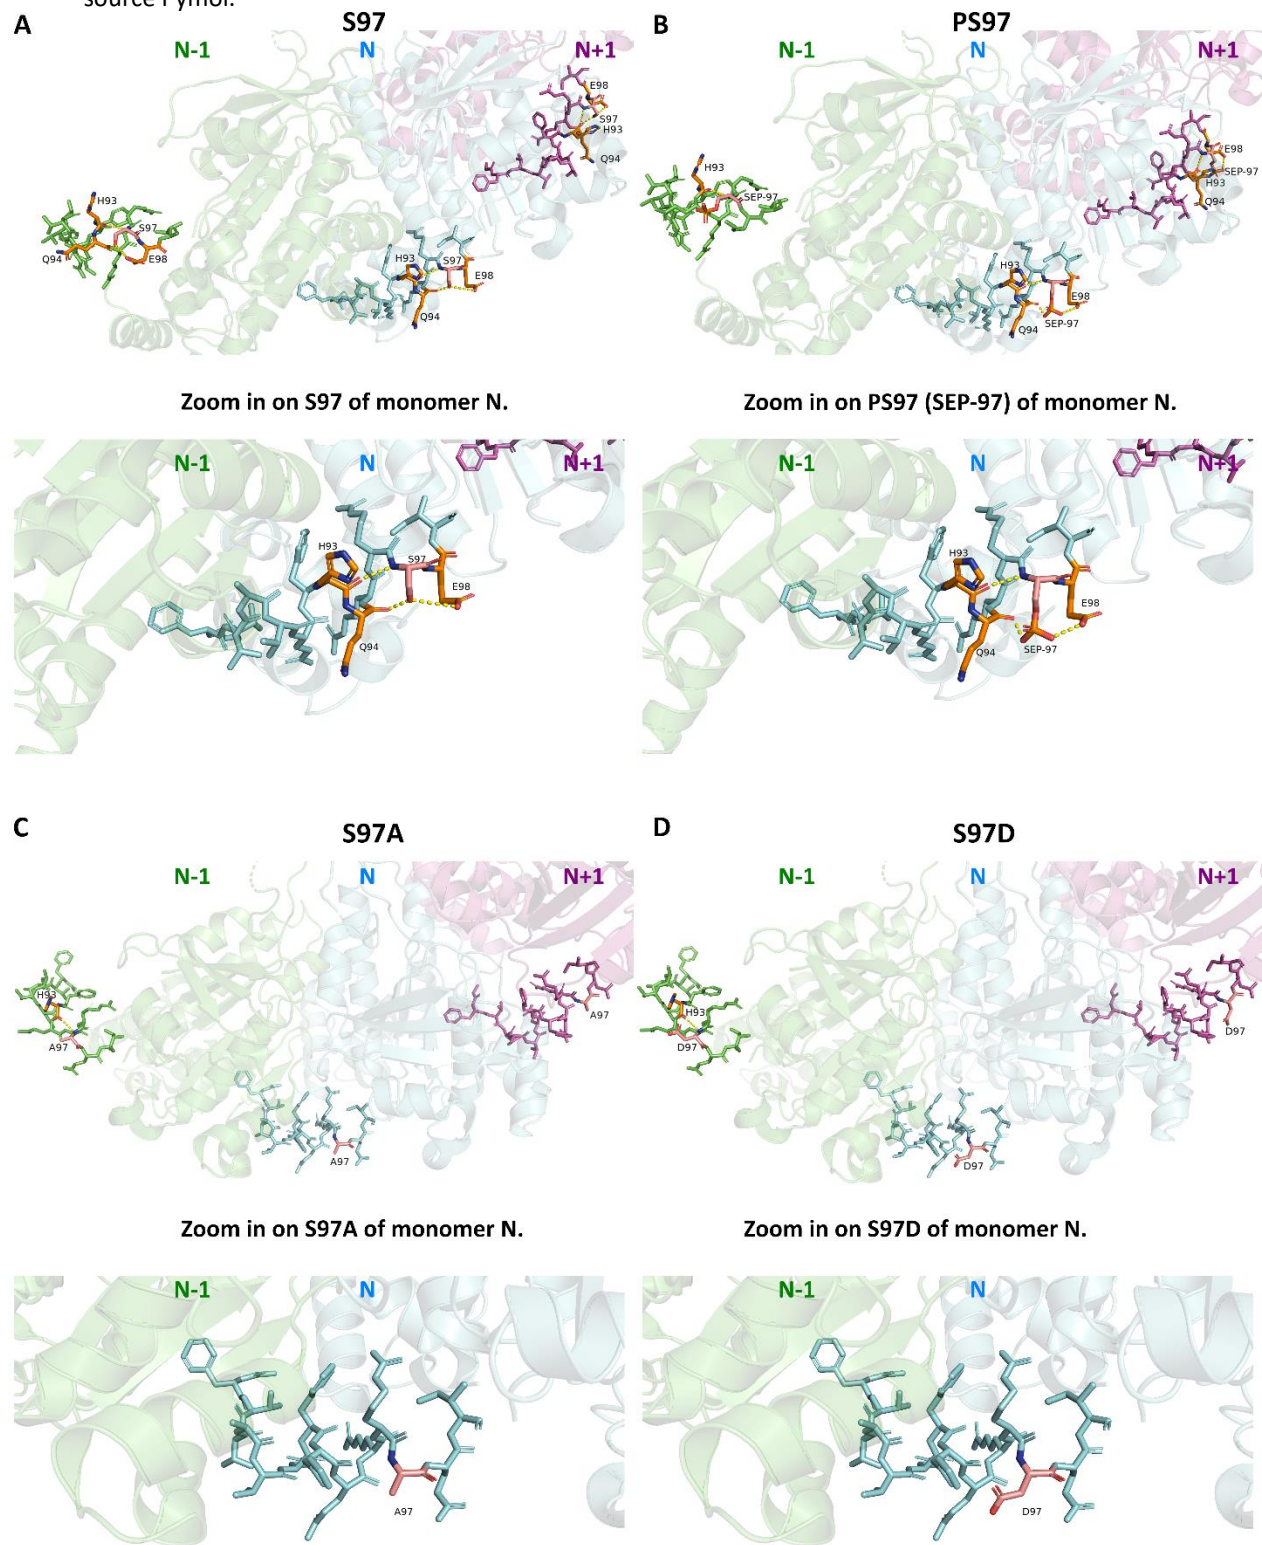 source Pymol.
A
S97
N-1
N
N+1
E98
S97
H93
Q94
H93
S97
Q94
E98
H93
S97
E98
Q94
B
PS97
N-1
N
N+1
E98
SEP-97
H93
Q94
H93
SEP-97
H93
E98
SEP-97
Q94
Zoom in on S97 of monomer N.
N-1
N
N+1
H93
S97
E98
Q94
Zoom in on PS97 (SEP-97) of monomer N.
N-1
N
N+1
H93
E98
SEP-97
Q94
C
S97A
N-1
N
N+1
H93
A97
A97
A97
D
S97D
N-1
N
N+1
H93
D97
D97
D97
Zoom in on S97A of monomer N.
N-1
N
A97
Zoom in on S97D of monomer N.
N-1
N
D97